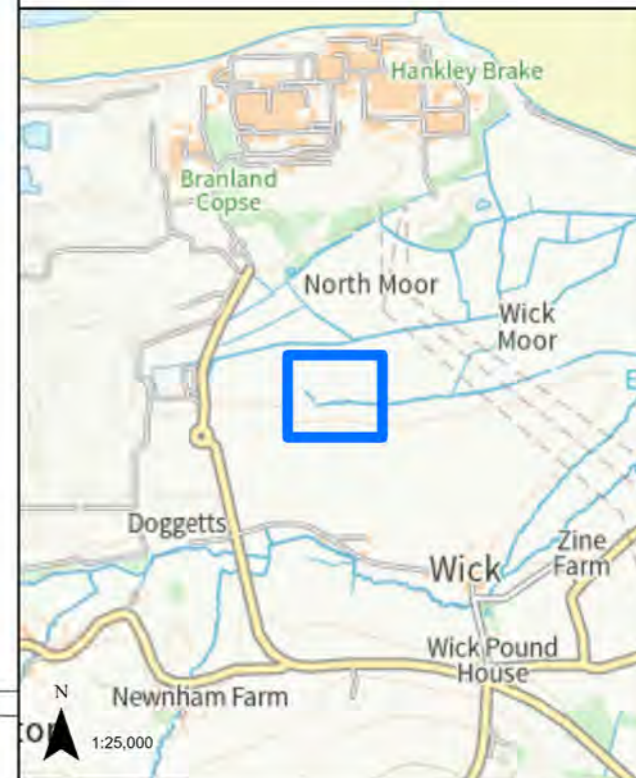 Hankley Brake
Branland
Copse
North Moor
Wick
Moor
E
Doggetts
Zine
Farm
Wick
Wick Pound
House
Newnham Farm
N
1:25,000